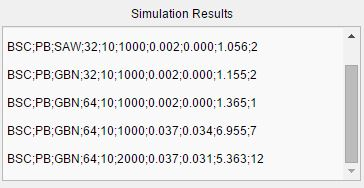 Simulation Results
BSC;PB;SAW;32;10;1000;0.002;0.000;1.056;2
BSC;PB;GBN;32;10;1000;0.002;0.000;1.155;2
BSC;PB;GBN;64;10;1000;0.002;0.000;1.365;1
BSC;PB;GBN;64;10;1000;0.037;0.034;6.955;7
BSC;PB;GBN;64;10;2000;0.037;0.031;5.363;12